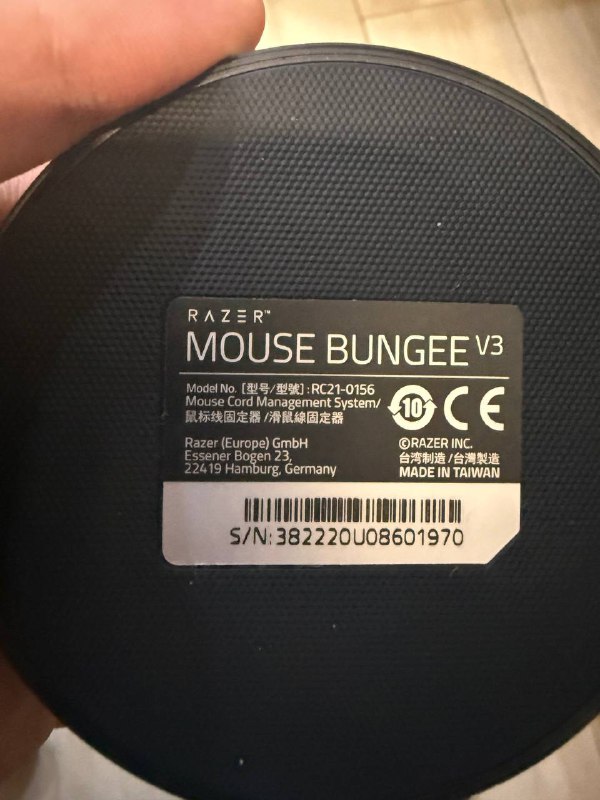 RAZER™
MOUSE BUNGEE V3
Model No. [型号/型號] : RC21-0156
Mouse Cord Management System/
鼠标线固定器 /滑鼠線固定器
10
CE
Razer (Europe) GmbH
Essener Bogen 23,
22419 Hamburg, Germany
©RAZER INC.
台湾制造 /台灣製造
MADE IN TAIWAN
S/N: 382220U08601970